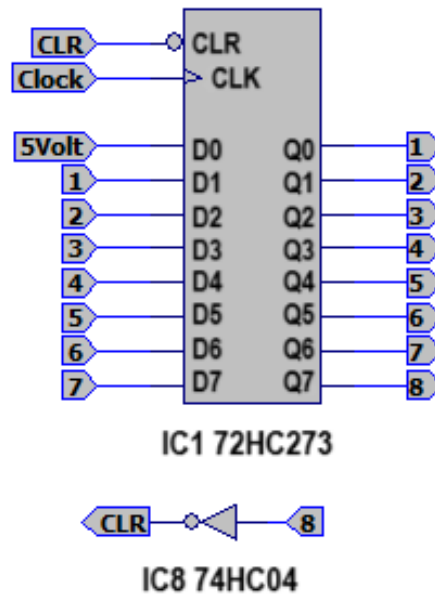 CLR CLR
Clock CLK
5Volt D0 Q0 1
1 D1 Q1 2
2 D2 Q2 3
3 D3 Q3 4
4 D4 Q4 5
5 D5 Q5 6
6 D6 Q6 7
7 D7 Q7 8
IC1 72HC273
CLR 8
IC8 74HC04